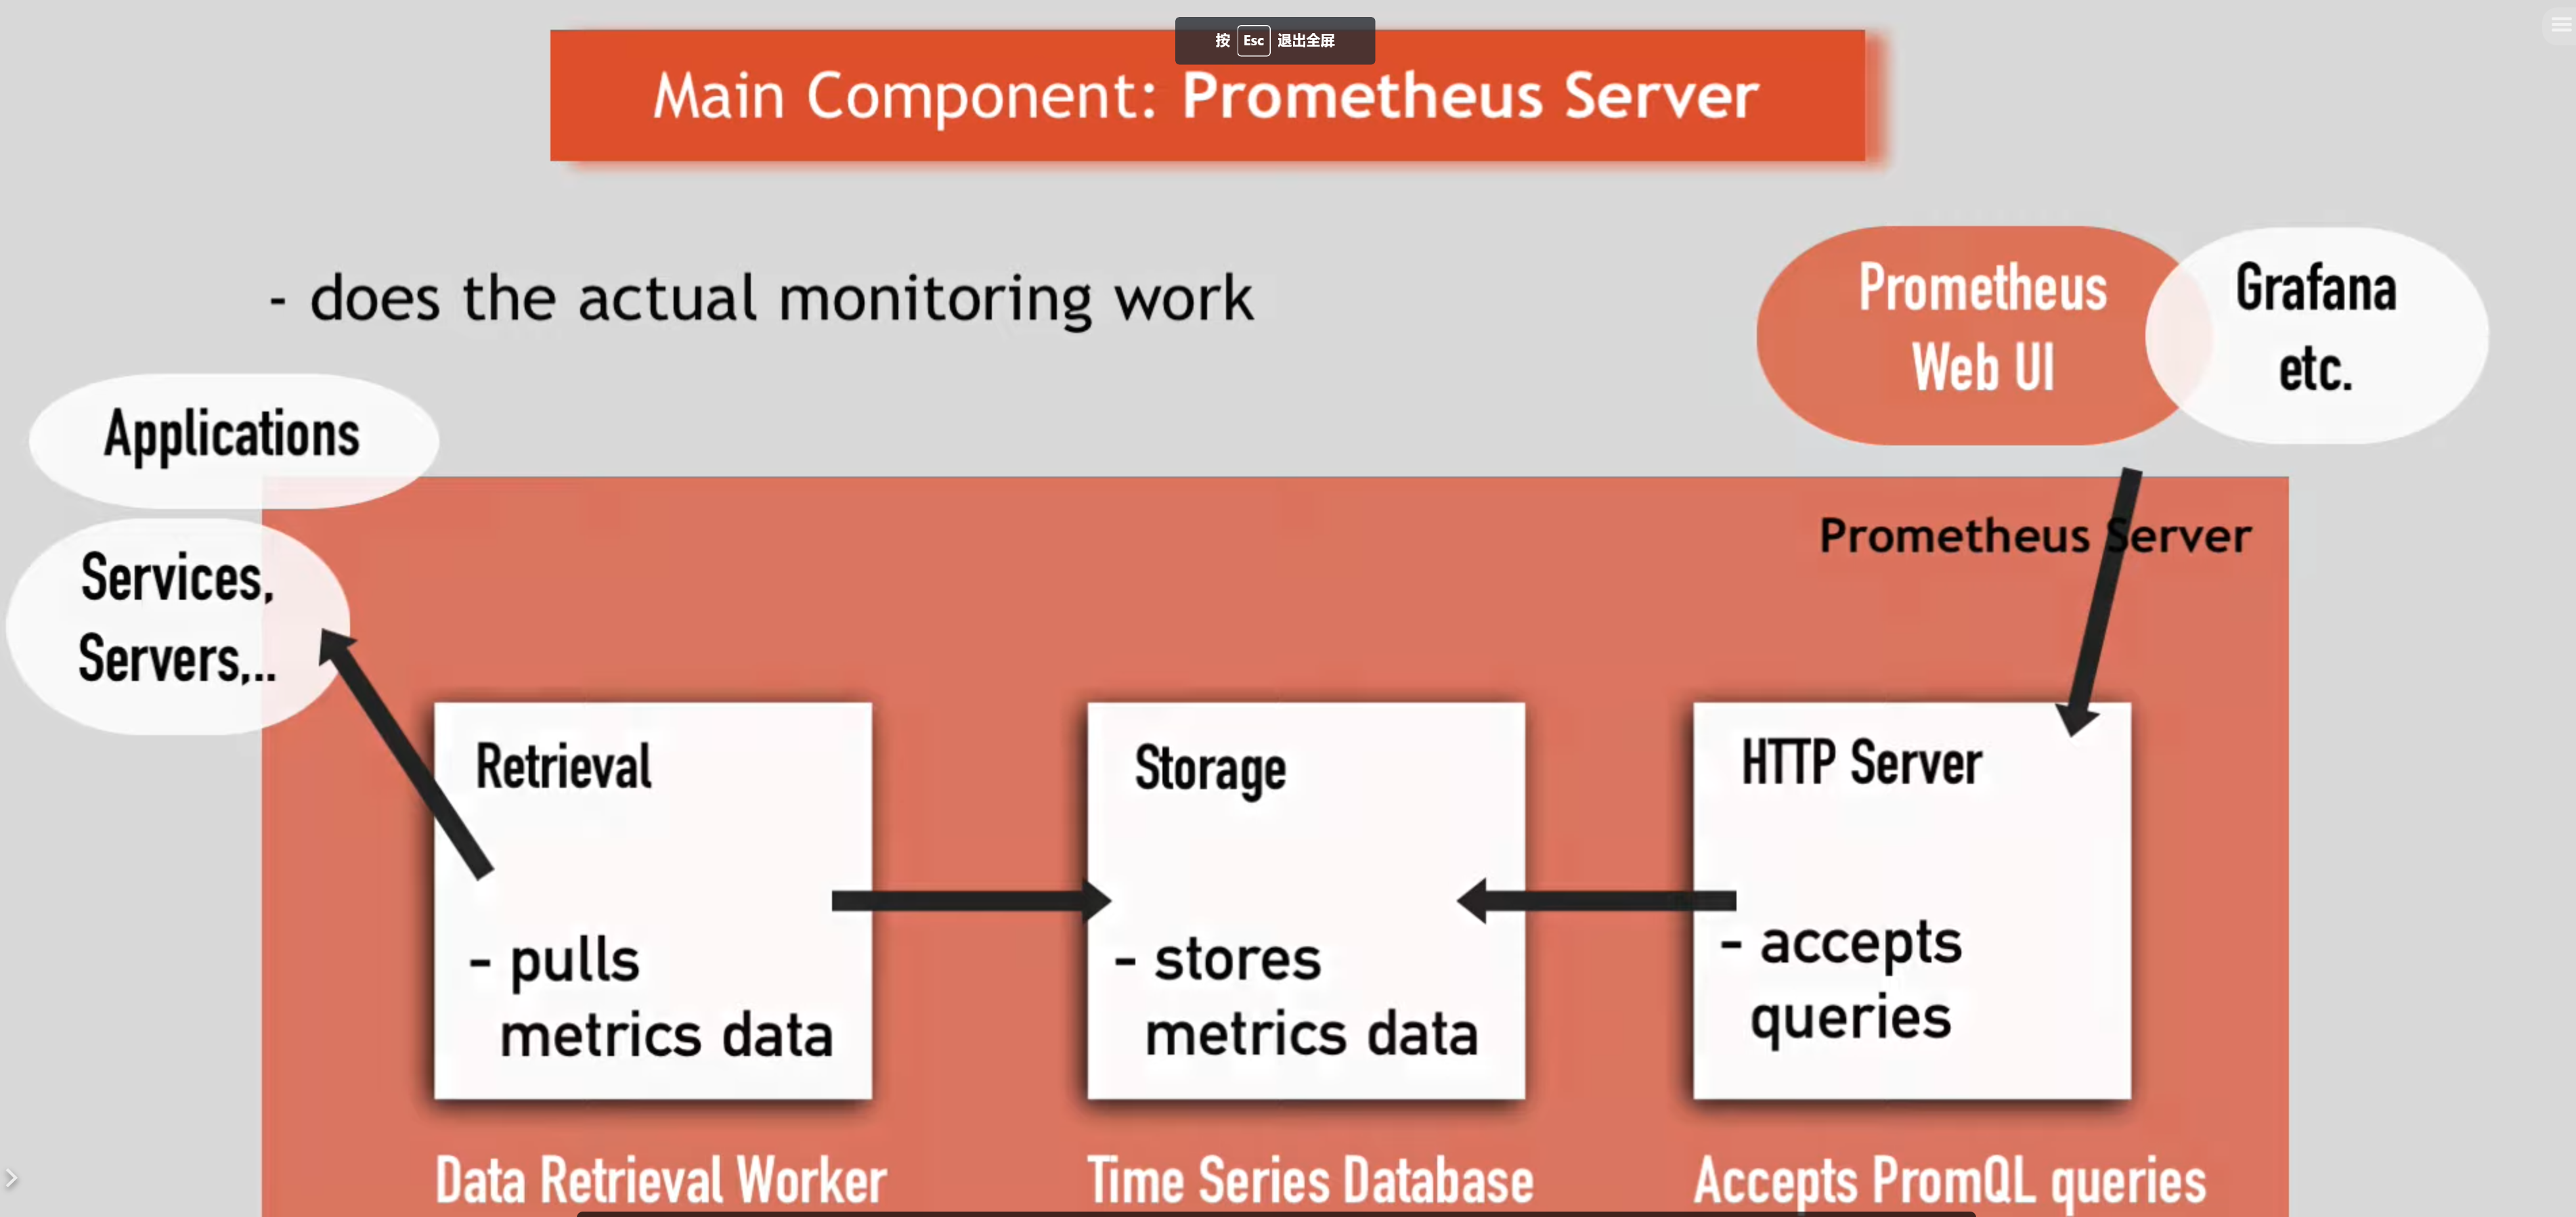 按 Esc 退出全屏
Main Component: Prometheus Server
- does the actual monitoring work
Prometheus
Web UI
Grafana
etc.
Applications
Services,
Servers,..
Prometheus Server
Retrieval
- pulls
metrics data
Storage
- stores
metrics data
HTTP Server
- accepts
queries
Data Retrieval Worker
Time Series Database
Accepts PromQL queries